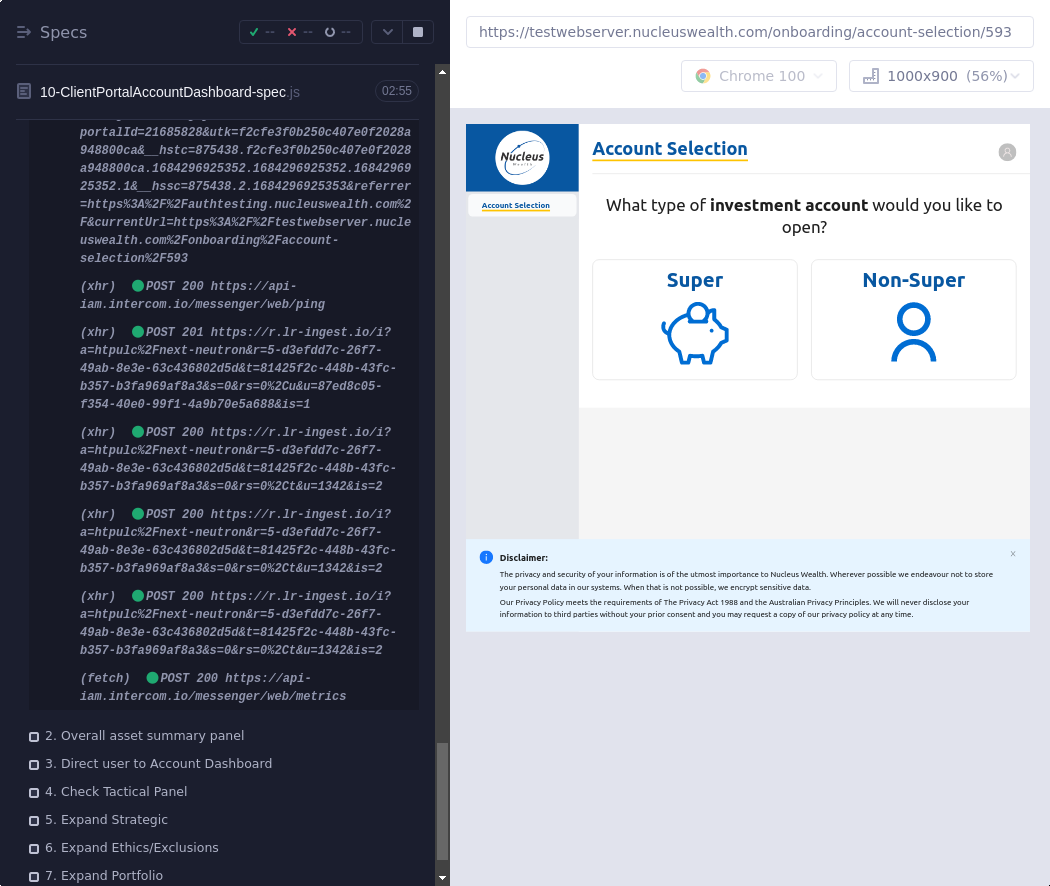 Specs
--
--
--
10-ClientPortalAccountDashboard-spec.js
02:55
portalId=21685828&utk=f2cfe3f0b250c407e0f2028a
948800ca&__hstc=875438.f2cfe3f0b250c407e0f2028
a948800ca.1684296925352.1684296925352.16842969
25352.1&__hssc=875438.2.1684296925353&referrer
=https%3A%2F%2Fauthtesting.nucleuswealth.com%2
F&currentUrl=https%3A%2F%2Ftestwebserver.nucle
uswealth.com%2Fonboarding%2Faccount-
selection%2F593
(xhr) POST 200 https://api-
iam.intercom.io/messenger/web/ping
(xhr) POST 201 https://r.lr-ingest.io/i?
a=htpulc%2Fnext-neutron&r=5-d3efdd7c-26f7-
49ab-8e3e-63c436802d5d&t=81425f2c-448b-43fc-
b357-b3fa969af8a3&s=0&rs=0%2Cu&u=87ed8c05-
f354-40e0-99f1-4a9b70e5a688&is=1
(xhr) POST 200 https://r.lr-ingest.io/i?
a=htpulc%2Fnext-neutron&r=5-d3efdd7c-26f7-
49ab-8e3e-63c436802d5d&t=81425f2c-448b-43fc-
b357-b3fa969af8a3&s=0&rs=0%2Ct&u=1342&is=2
(xhr) POST 200 https://r.lr-ingest.io/i?
a=htpulc%2Fnext-neutron&r=5-d3efdd7c-26f7-
49ab-8e3e-63c436802d5d&t=81425f2c-448b-43fc-
b357-b3fa969af8a3&s=0&rs=0%2Ct&u=1342&is=2
(xhr) POST 200 https://r.lr-ingest.io/i?
a=htpulc%2Fnext-neutron&r=5-d3efdd7c-26f7-
49ab-8e3e-63c436802d5d&t=81425f2c-448b-43fc-
b357-b3fa969af8a3&s=0&rs=0%2Ct&u=1342&is=2
(fetch) POST 200 https://api-
iam.intercom.io/messenger/web/metrics
2. Overall asset summary panel
3. Direct user to Account Dashboard
4. Check Tactical Panel
5. Expand Strategic
6. Expand Ethics/Exclusions
7. Expand Portfolio
https://testwebserver.nucleuswealth.com/onboarding/account-selection/593
Chrome 100
1000x900 (56%)
Nucleus
Wealth
Account Selection
Account Selection
What type of investment account would you like to
open?
Super
Non-Super
Disclaimer:
The privacy and security of your information is of the utmost importance to Nucleus Wealth. Wherever possible we endeavour not to store
your personal data in our systems. When that is not possible, we encrypt sensitive data.
Our Privacy Policy meets the requirements of The Privacy Act 1988 and the Australian Privacy Principles. We will never disclose your
information to third parties without your prior consent and you may request a copy of our privacy policy at any time.